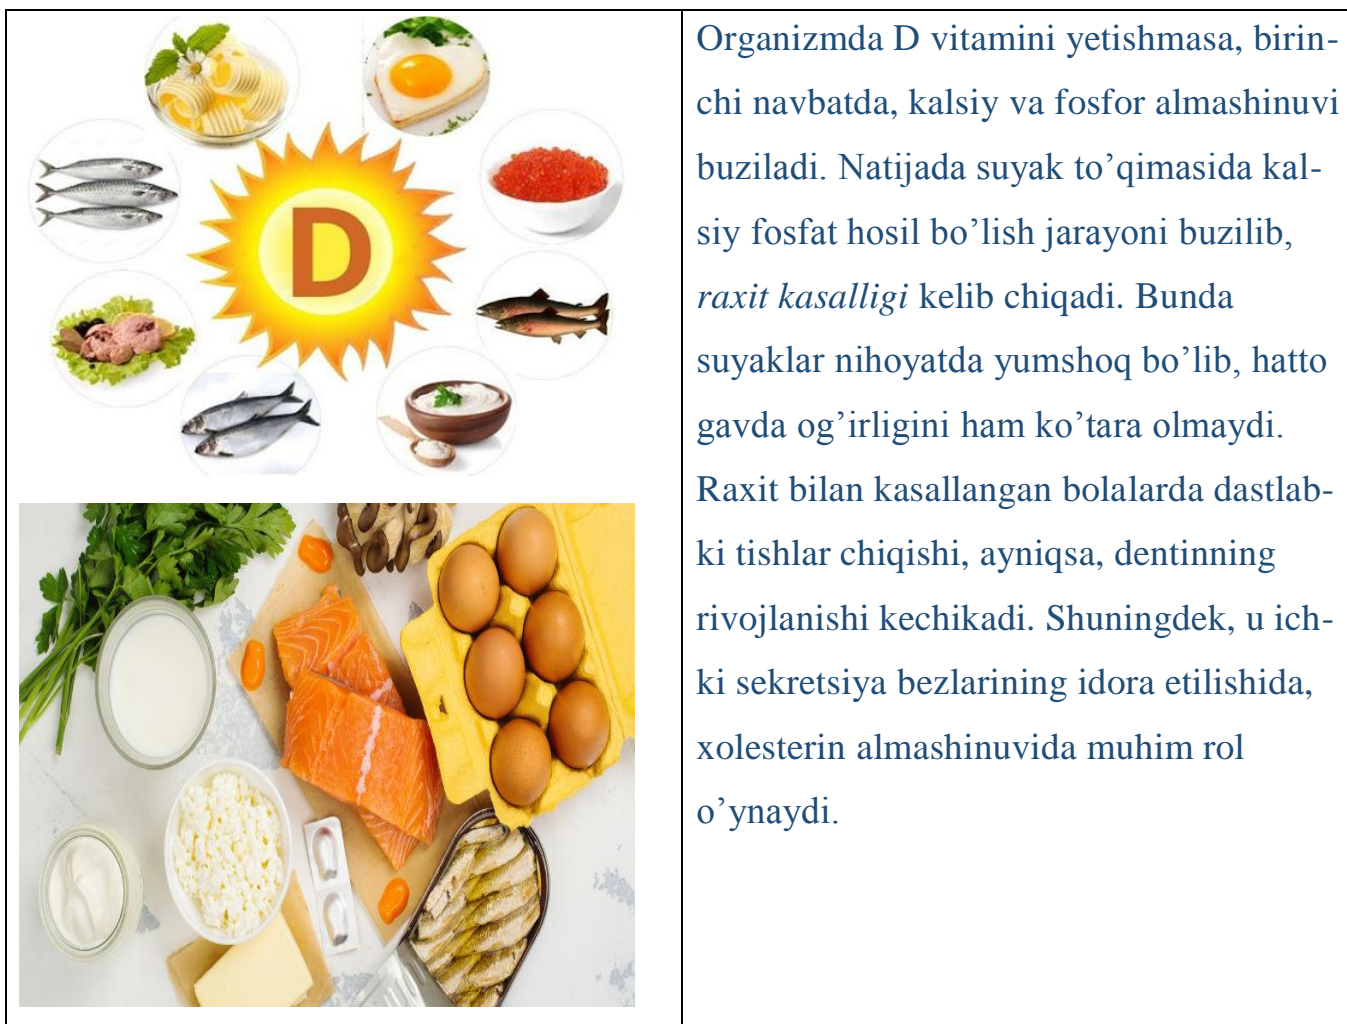 D
Organizmda D vitamini yetishmasa, birin-
chi navbatda, kalsiy va fosfor almashinuvi
buziladi. Natijada suyak to’qimasida kal-
siy fosfat hosil bo’lish jarayoni buzilib,
raxit kasalligi kelib chiqadi. Bunda
suyaklar nihoyatda yumshoq bo’lib, hatto
gavda og’irligini ham ko’tara olmaydi.
Raxit bilan kasallangan bolalarda dastlab-
ki tishlar chiqishi, ayniqsa, dentinning
rivojlanishi kechikadi. Shuningdek, u ich-
ki sekretsiya bezlarining idora etilishida,
xolesterin almashinuvida muhim rol
o’ynaydi.